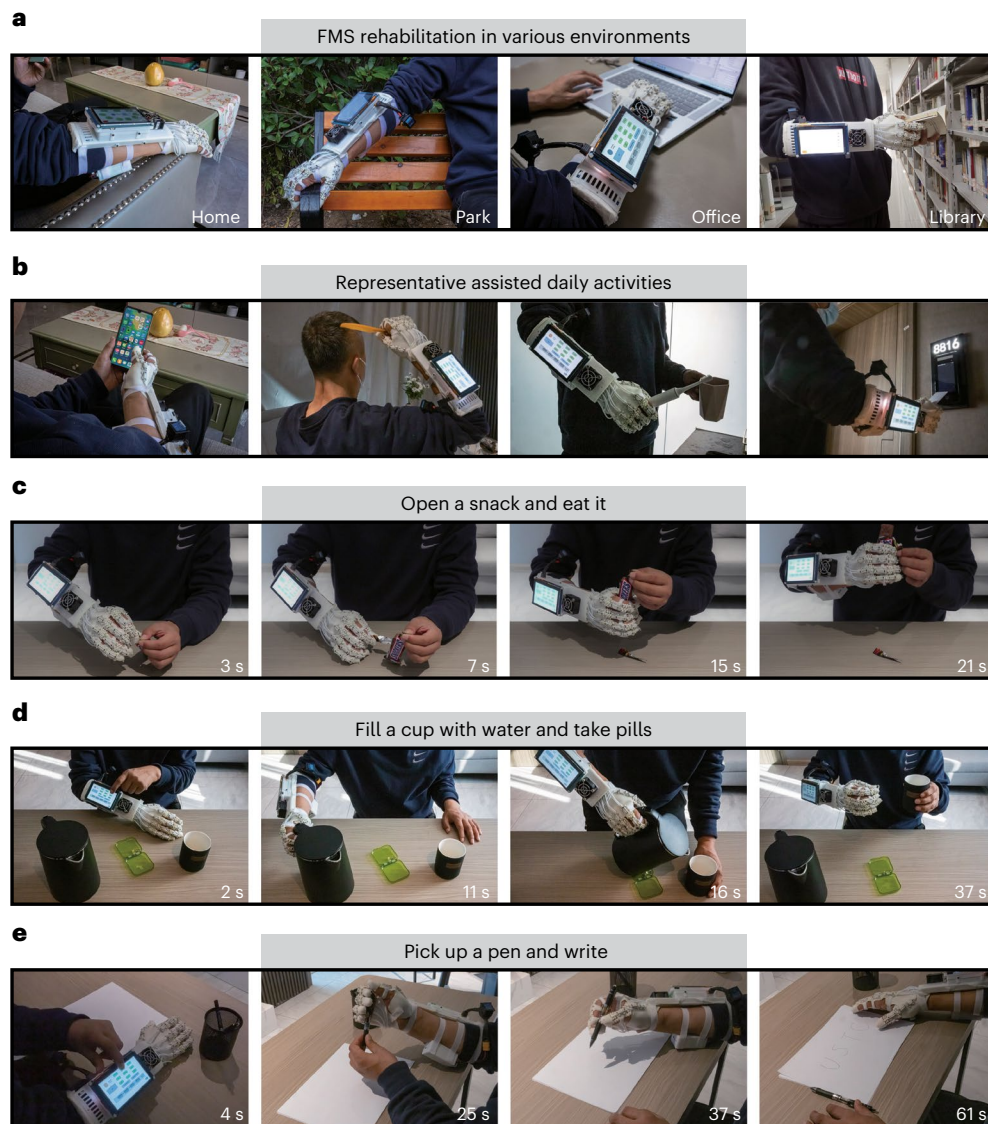 a
FMS rehabilitation in various environments
Home
Park
Office
Library
b
Representative assisted daily activities
8816
c
Open a snack and eat it
3 s
7 s
15 s
21 s
d
Fill a cup with water and take pills
2 s
11 s
16 s
37 s
e
Pick up a pen and write
4 s
25 s
37 s
61 s